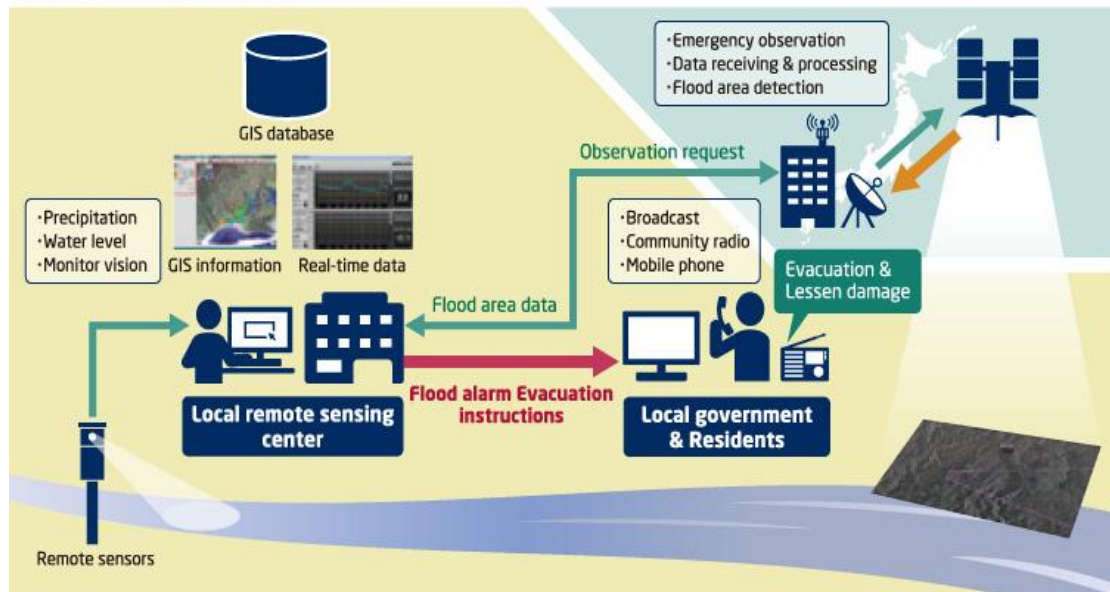 GIS database
・Precipitation
・Water level
・Monitor vision
GIS information
Real-time data
・Emergency observation
・Data receiving & processing
・Flood area detection
Observation request
・Broadcast
・Community radio
・Mobile phone
Evacuation &
Lessen damage
Flood area data
Flood alarm Evacuation
instructions
Local remote sensing
center
Local government
& Residents
Remote sensors